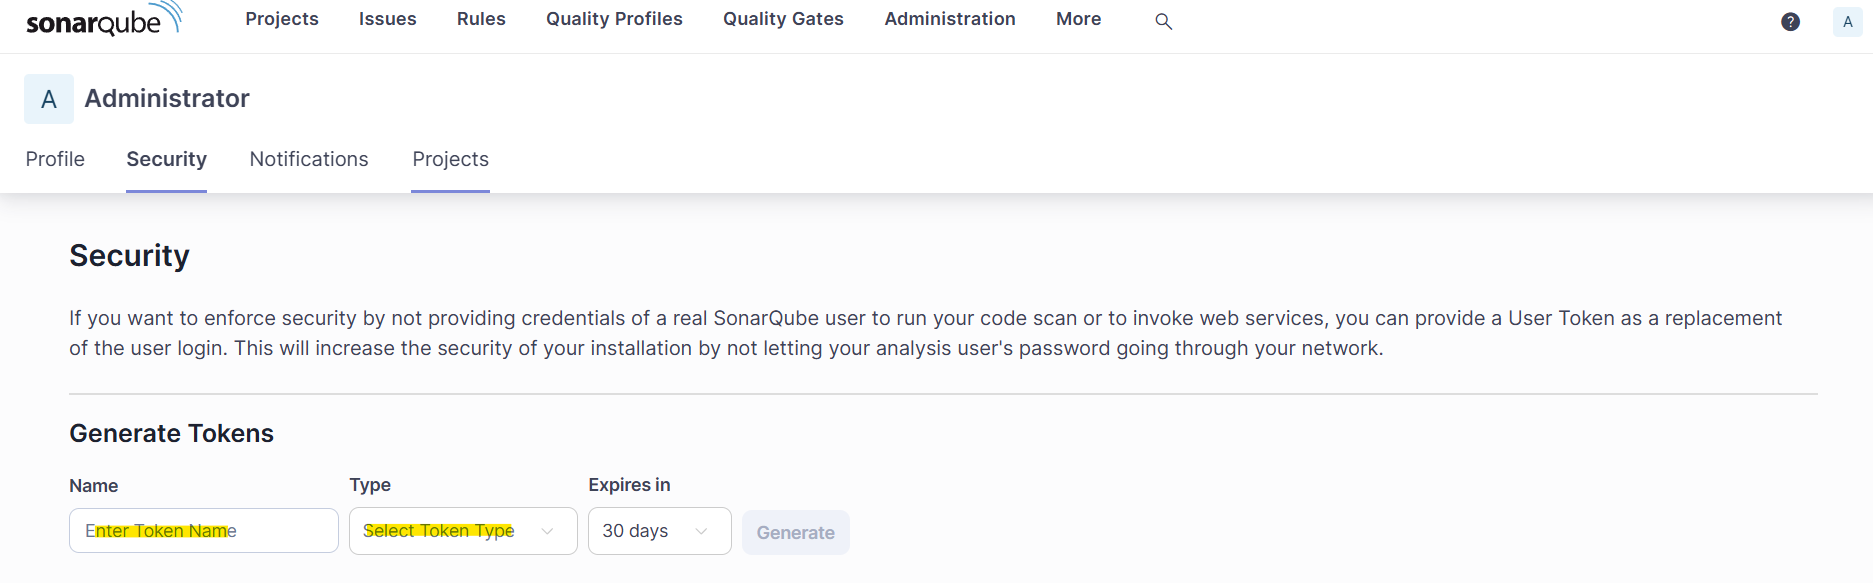 sonarqube Projects Issues Rules Quality Profiles Quality Gates Administration More ? A
A Administrator
Profile Security Notifications Projects
Security
If you want to enforce security by not providing credentials of a real SonarQube user to run your code scan or to invoke web services, you can provide a User Token as a replacement
of the user login. This will increase the security of your installation by not letting your analysis user's password going through your network.
Generate Tokens
Name Type Expires in
Enter Token Name Select Token Type 30 days Generate